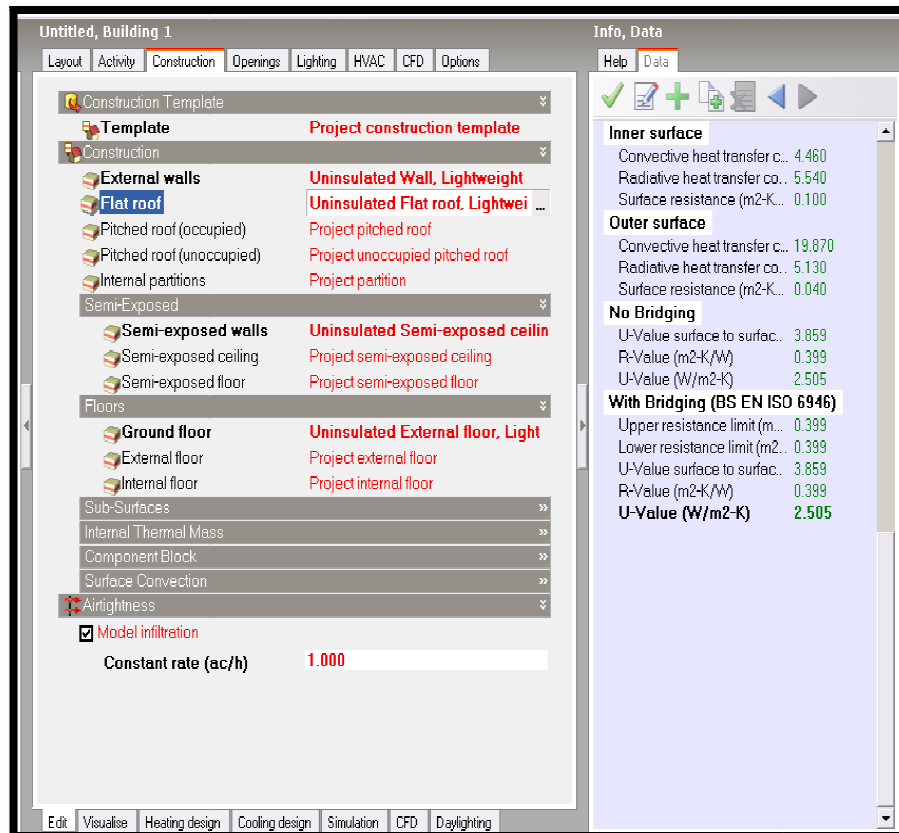 Untitled, Building 1
Layout Activity Construction Openings Lighting HVAC CFD Options
Construction Template
Template Project construction template
Construction
External walls Uninsulated Wall, Lightweight
Flat roof Uninsulated Flat roof, Lightwei ...
Pitched roof (occupied) Project pitched roof
Pitched roof (unoccupied) Project unoccupied pitched roof
Internal partitions Project partition
Semi-Exposed
Semi-exposed walls Uninsulated Semi-exposed ceilin
Semi-exposed ceiling Project semi-exposed ceiling
Semi-exposed floor Project semi-exposed floor
Floors
Ground floor Uninsulated External floor, Light
External floor Project external floor
Internal floor Project internal floor
Sub-Surfaces
Internal Thermal Mass
Component Block
Surface Convection
Airtightness
Model infiltration
Constant rate (ac/h) 1.000
Edit Visualise Heating design Cooling design Simulation CFD Daylighting
Info, Data
Help Data
Inner surface
Convective heat transfer c... 4.460
Radiative heat transfer co... 5.540
Surface resistance (m2-K... 0.100
Outer surface
Convective heat transfer c... 19.870
Radiative heat transfer co... 5.130
Surface resistance (m2-K... 0.040
No Bridging
U-Value surface to surfac... 3.859
R-Value (m2-K/W) 0.399
U-Value (W/m2-K) 2.505
With Bridging (BS EN ISO 6946)
Upper resistance limit (m... 0.399
Lower resistance limit (m2... 0.399
U-Value surface to surfac... 3.859
R-Value (m2-K/W) 0.399
U-Value (W/m2-K) 2.505